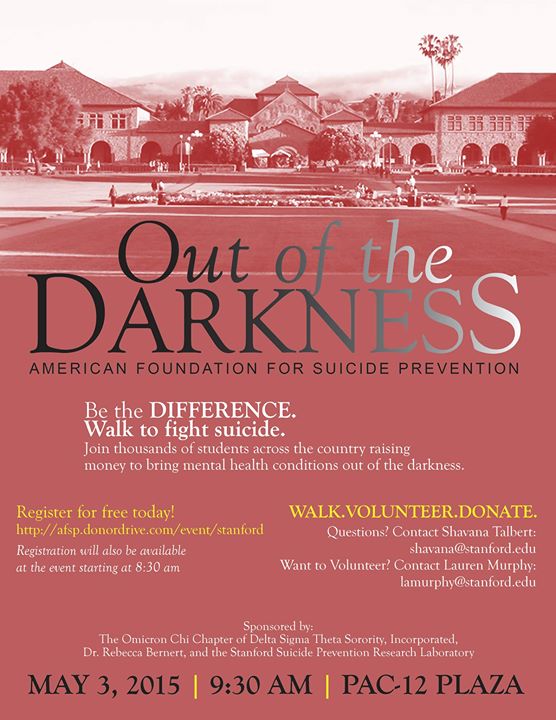 Out of the
DARKNESS
AMERICAN FOUNDATION FOR SUICIDE PREVENTION
Be the DIFFERENCE.
Walk to fight suicide.
Join thousands of students across the country raising
money to bring mental health conditions out of the darkness.
Register for free today!
http://afsp.donordrive.com/event/stanford
Registration will also be available
at the event starting at 8:30 am
WALK.VOLUNTEER.DONATE.
Questions? Contact Shavana Talbert:
shavana@stanford.edu
Want to Volunteer? Contact Lauren Murphy:
lamurphy@stanford.edu
Sponsored by:
The Omicron Chi Chapter of Delta Sigma Theta Sorority, Incorporated,
Dr. Rebecca Bernert, and the Stanford Suicide Prevention Research Laboratory
MAY 3, 2015 | 9:30 AM | PAC-12 PLAZA